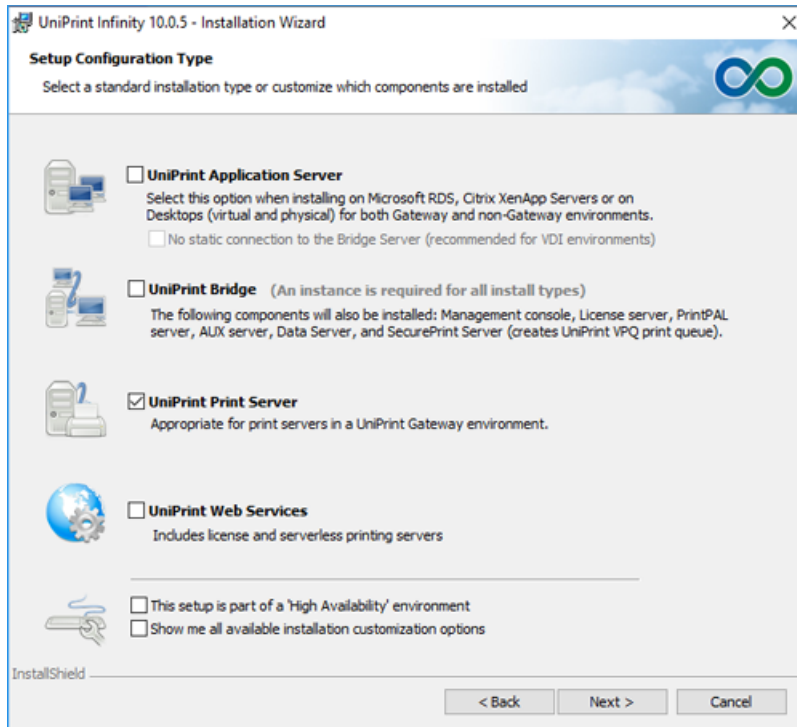 UniPrint Infinity 10.0.5 - Installation Wizard
Setup Configuration Type
Select a standard installation type or customize which components are installed
UniPrint Application Server
Select this option when installing on Microsoft RDS, Citrix XenApp Servers or on
Desktops (virtual and physical) for both Gateway and non-Gateway environments.
No static connection to the Bridge Server (recommended for VDI environments)
UniPrint Bridge (An instance is required for all install types)
The following components will also be installed: Management console, License server, PrintPAL
server, AUX server, Data Server, and SecurePrint Server (creates UniPrint VPQ print queue).
UniPrint Print Server
Appropriate for print servers in a UniPrint Gateway environment.
UniPrint Web Services
Includes license and serverless printing servers
This setup is part of a 'High Availability' environment
Show me all available installation customization options
InstallShield
< Back Next > Cancel